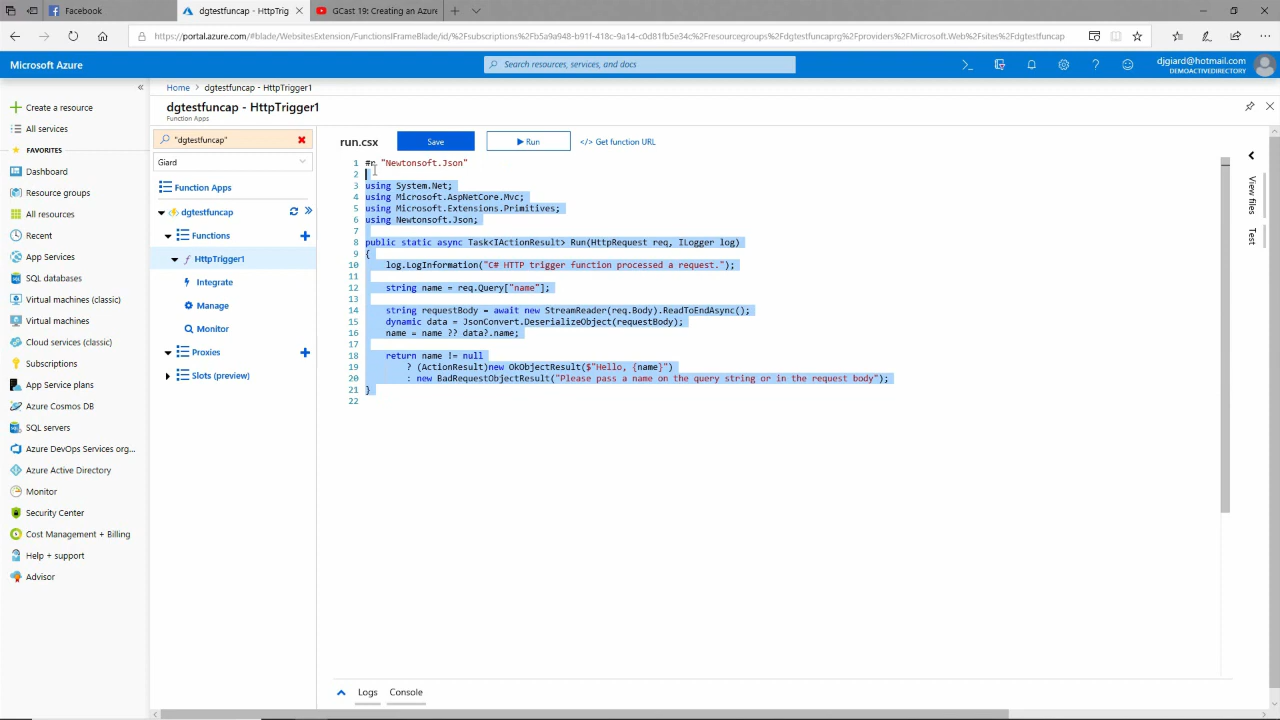 Facebook
dgtestfuncap - HttpTrig
GCast 19: Creating an Azure
https://portal.azure.com/#blade/WebsitesExtension/FunctionsIFrameBlade/id/%2Fsubscriptions%2Fb5a9a948-b91f-418c-9a14-c0d81fb5e34c%2Fresourcegroups%2Fdgtestfuncaprg%2Fproviders%2FMicrosoft.Web%2Fsites%2Fdgtestfuncap
Microsoft Azure
Search resources, services, and docs
djgiard@hotmail.com
DEMOACTIVEDIRECTORY
Home > dgtestfuncap - HttpTrigger1
dgtestfuncap - HttpTrigger1
Function Apps
Create a resource
All services
FAVORITES
Dashboard
Resource groups
All resources
Recent
App Services
SQL databases
Virtual machines (classic)
Virtual machines
Cloud services (classic)
Subscriptions
App Service plans
Azure Cosmos DB
SQL servers
Azure DevOps Services org...
Azure Active Directory
Monitor
Security Center
Cost Management + Billing
Help + support
Advisor
"dgtestfuncap"
Giard
Function Apps
dgtestfuncap
Functions
HttpTrigger1
Integrate
Manage
Monitor
Proxies
Slots (preview)
run.csx
Save
Run
</> Get function URL
1 #r "Newtonsoft.Json"
2
3 using System.Net;
4 using Microsoft.AspNetCore.Mvc;
5 using Microsoft.Extensions.Primitives;
6 using Newtonsoft.Json;
7
8 public static async Task<IActionResult> Run(HttpRequest req, ILogger log)
9 {
10 log.LogInformation("C# HTTP trigger function processed a request.");
11
12 string name = req.Query["name"];
13
14 string requestBody = await new StreamReader(req.Body).ReadToEndAsync();
15 dynamic data = JsonConvert.DeserializeObject(requestBody);
16 name = name ?? data?.name;
17
18 return name != null
19 ? (ActionResult)new OkObjectResult($"Hello, {name}")
20 : new BadRequestObjectResult("Please pass a name on the query string or in the request body");
21 }
22
View files
Test
Logs
Console